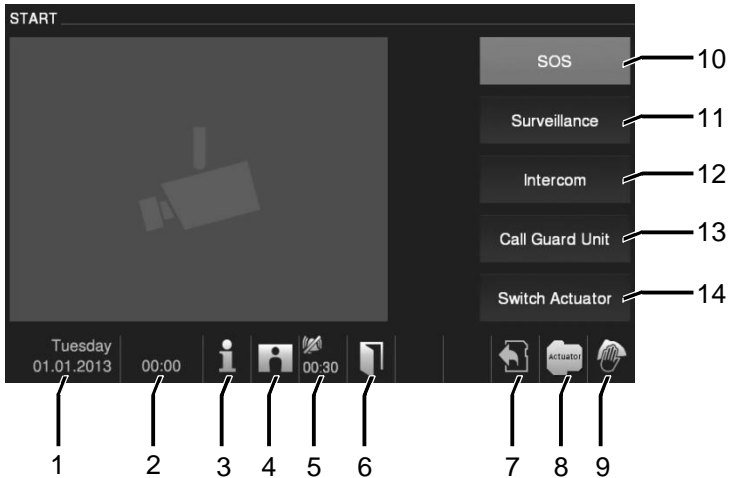 START
SOS
10
Surveillance
11
Intercom
12
Call Guard Unit
13
Switch Actuator
14
Tuesday
01.01.2013
00:00
00:30
Actuator
1
2
3
4
5
6
7
8
9